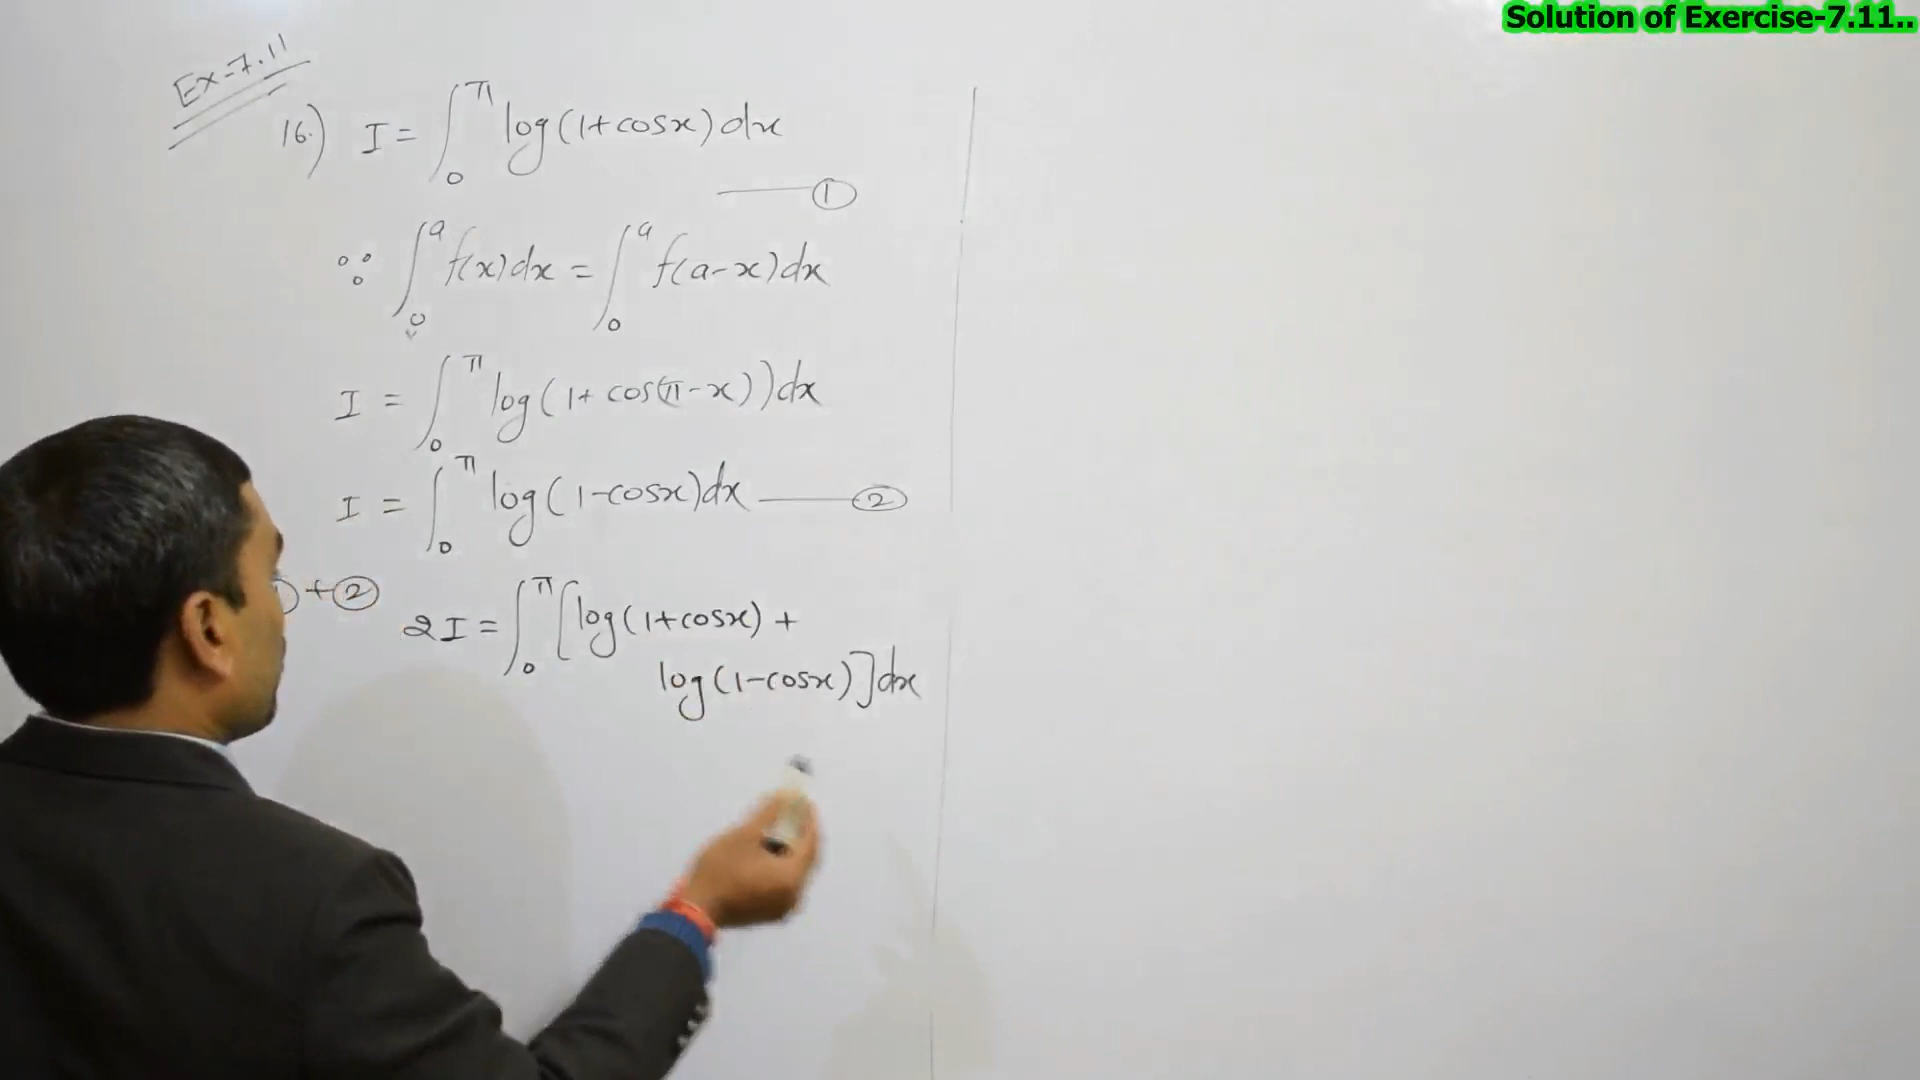 Solution of Exercise-7.11..
Ex-7.11
16.) I = ∫₀^π log(1+cosx) dx
——— ①
∵ ∫₀^a f(x)dx = ∫₀^a f(a-x)dx
I = ∫₀^π log(1+cos(π-x))dx
I = ∫₀^π log(1-cosx)dx ——— ②
+②
2I = ∫₀^π [log(1+cosx) +
log(1-cosx)]dx